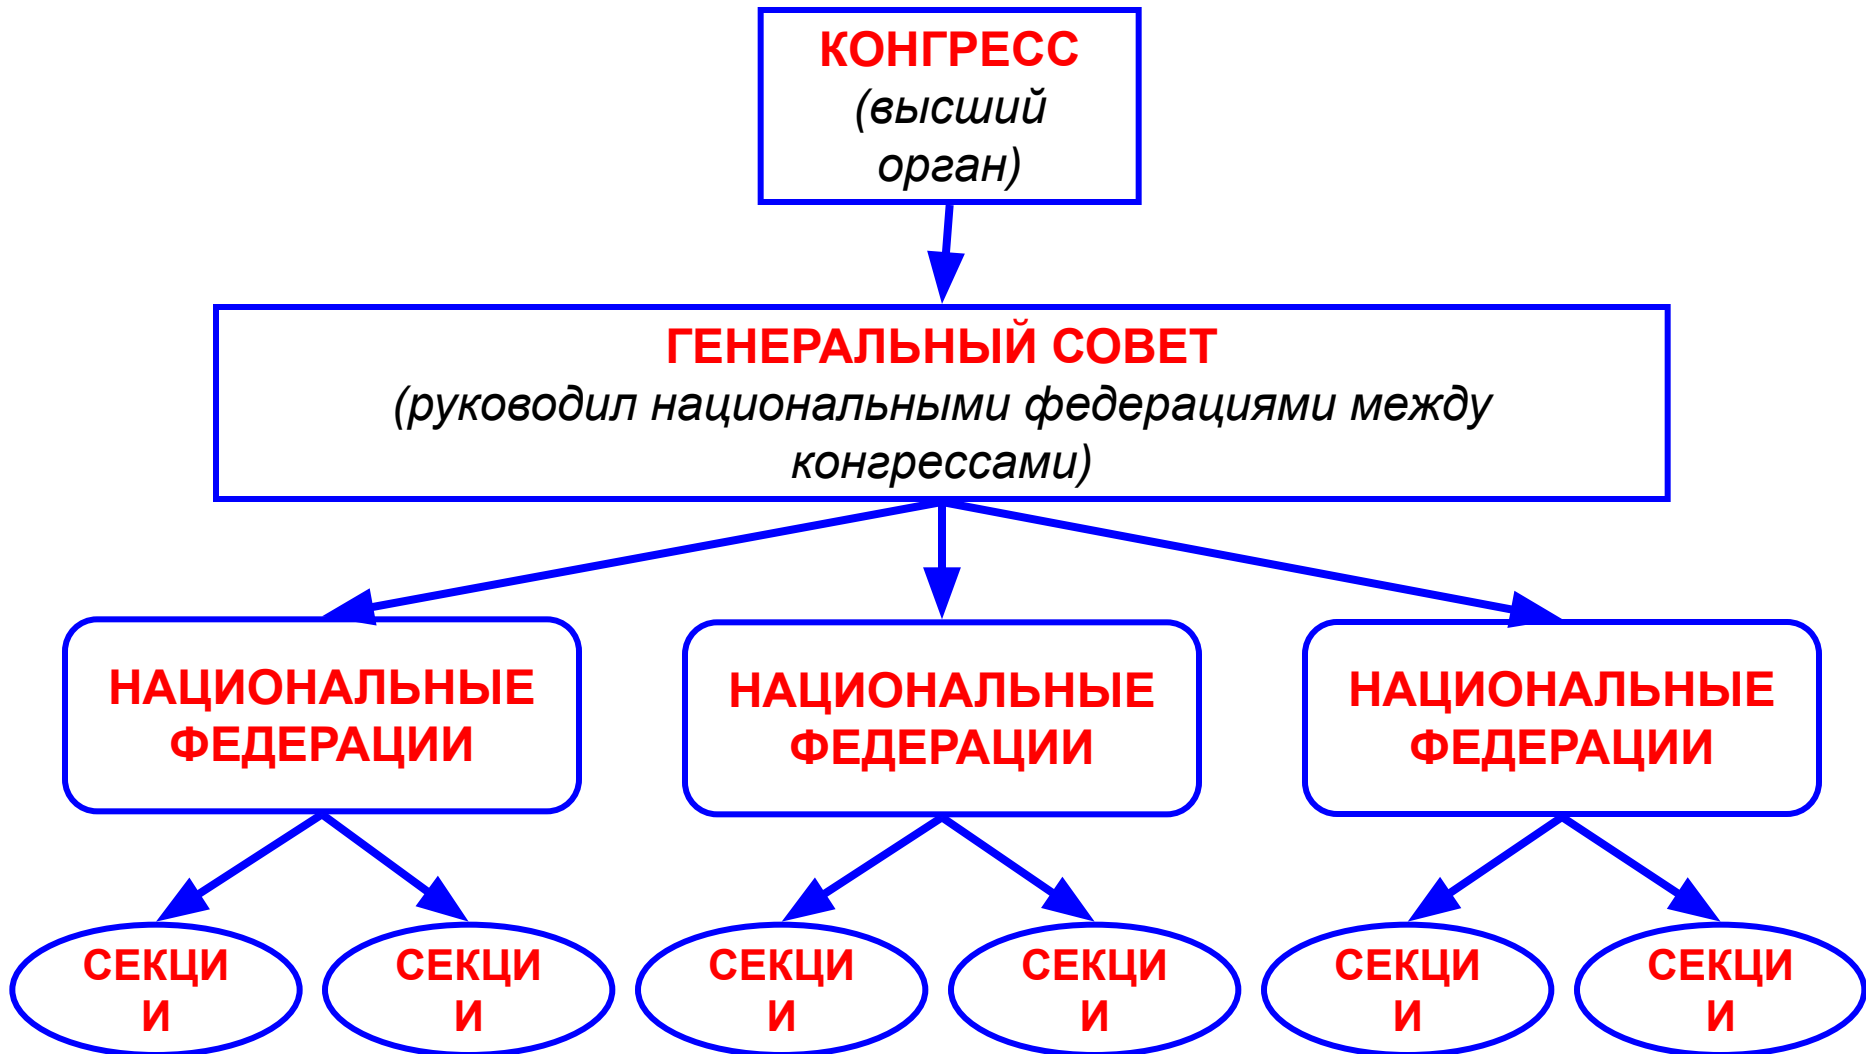 КОНГРЕСС
(высший
орган)
ГЕНЕРАЛЬНЫЙ СОВЕТ
(руководил национальными федерациями между
конгрессами)
НАЦИОНАЛЬНЫЕ
ФЕДЕРАЦИИ
НАЦИОНАЛЬНЫЕ
ФЕДЕРАЦИИ
НАЦИОНАЛЬНЫЕ
ФЕДЕРАЦИИ
СЕКЦИ
И
СЕКЦИ
И
СЕКЦИ
И
СЕКЦИ
И
СЕКЦИ
И
СЕКЦИ
И